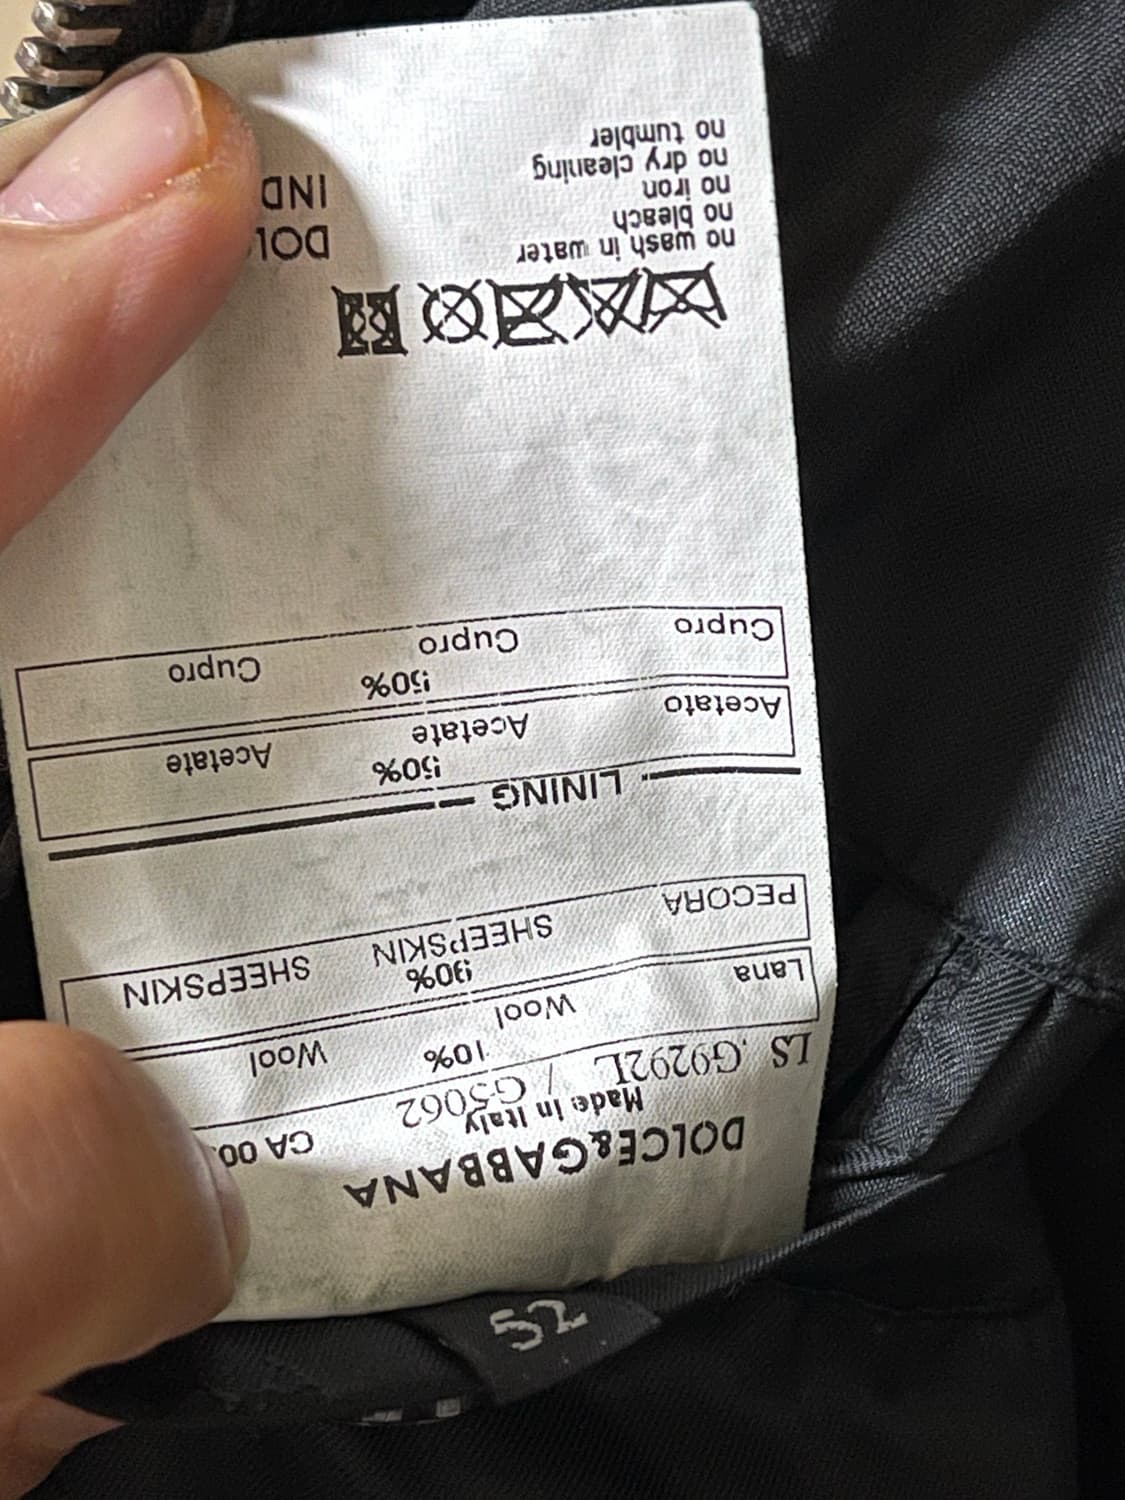 52
DOLCE&GABBANA
Made in Italy
CA 00
LS .G9292L / G5062
Lana 10%
Wool Wool
PECORA 90%
SHEEPSKIN SHEEPSKIN
LINING
Acetato 50%
Acetate Acetate
Cupro 50%
Cupro Cupro
no wash in water
no bleach
no iron
no dry cleaning
no tumbler
DOL
IND